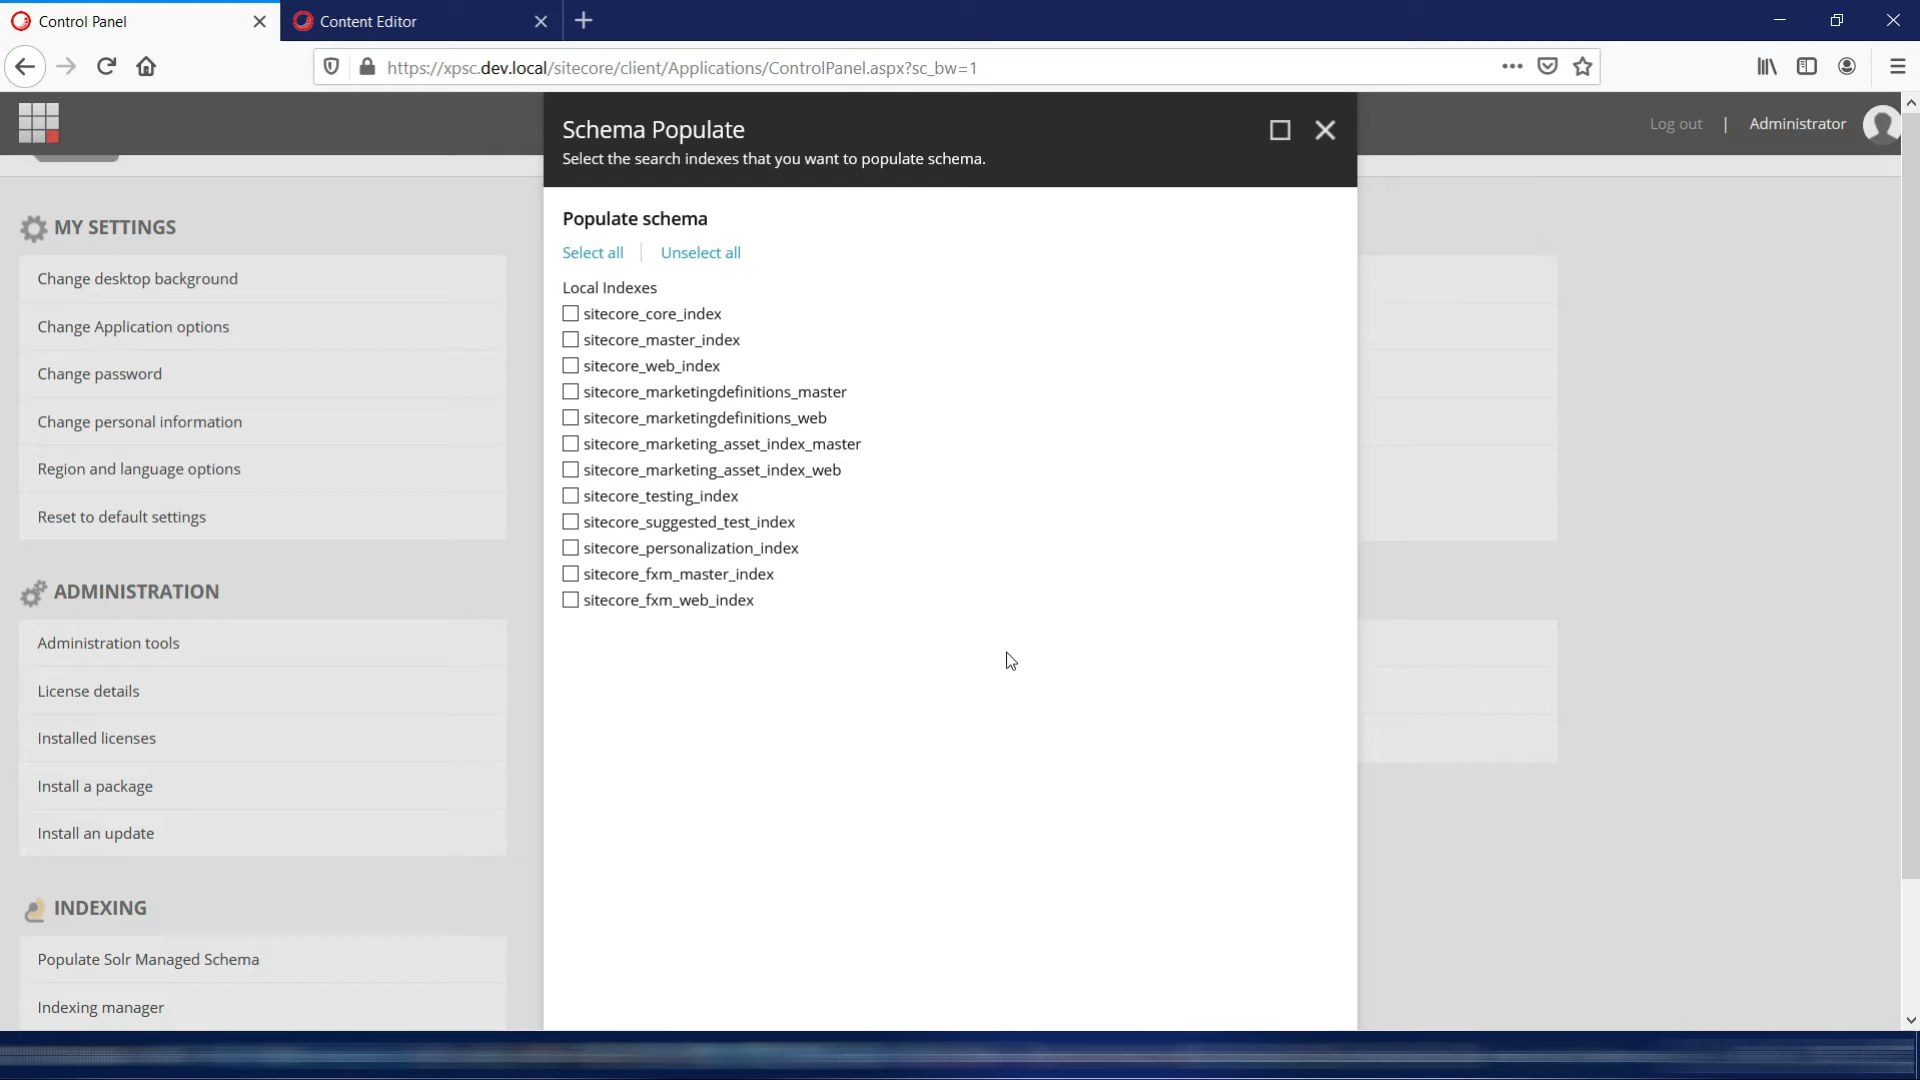 Control Panel
Content Editor
https://xpsc.dev.local/sitecore/client/Applications/ControlPanel.aspx?sc_bw=1
Log out | Administrator
Schema Populate
Select the search indexes that you want to populate schema.
MY SETTINGS
Change desktop background
Change Application options
Change password
Change personal information
Region and language options
Reset to default settings
ADMINISTRATION
Administration tools
License details
Installed licenses
Install a package
Install an update
INDEXING
Populate Solr Managed Schema
Indexing manager
Populate schema
Select all
Unselect all
Local Indexes
sitecore_core_index
sitecore_master_index
sitecore_web_index
sitecore_marketingdefinitions_master
sitecore_marketingdefinitions_web
sitecore_marketing_asset_index_master
sitecore_marketing_asset_index_web
sitecore_testing_index
sitecore_suggested_test_index
sitecore_personalization_index
sitecore_fxm_master_index
sitecore_fxm_web_index